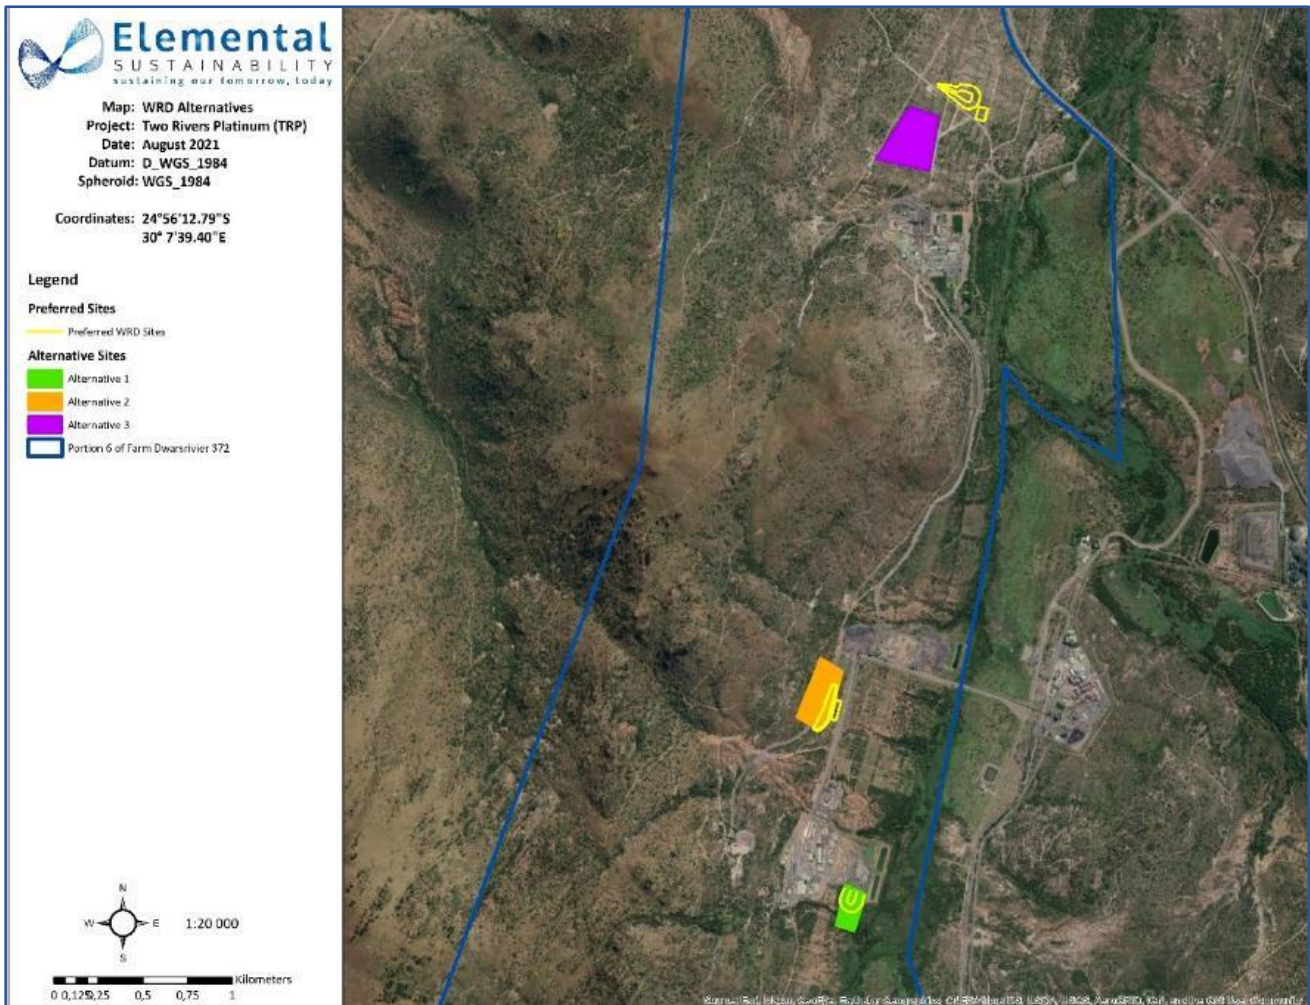 Elemental
SUSTAINABILITY
sustaining our tomorrow, today
Map: WRD Alternatives
Project: Two Rivers Platinum (TRP)
Date: August 2021
Datum: D_WGS_1984
Spheroid: WGS_1984
Coordinates: 24°56'12.79"S
30° 7'39.40"E
Legend
Preferred Sites
Preferred WRD Sites
Alternative Sites
Alternative 1
Alternative 2
Alternative 3
Portion 6 of Farm Dwarsrivier 372
N
W E 1:20 000
S
Kilometers
0 0,125 0,25 0,5 0,75 1